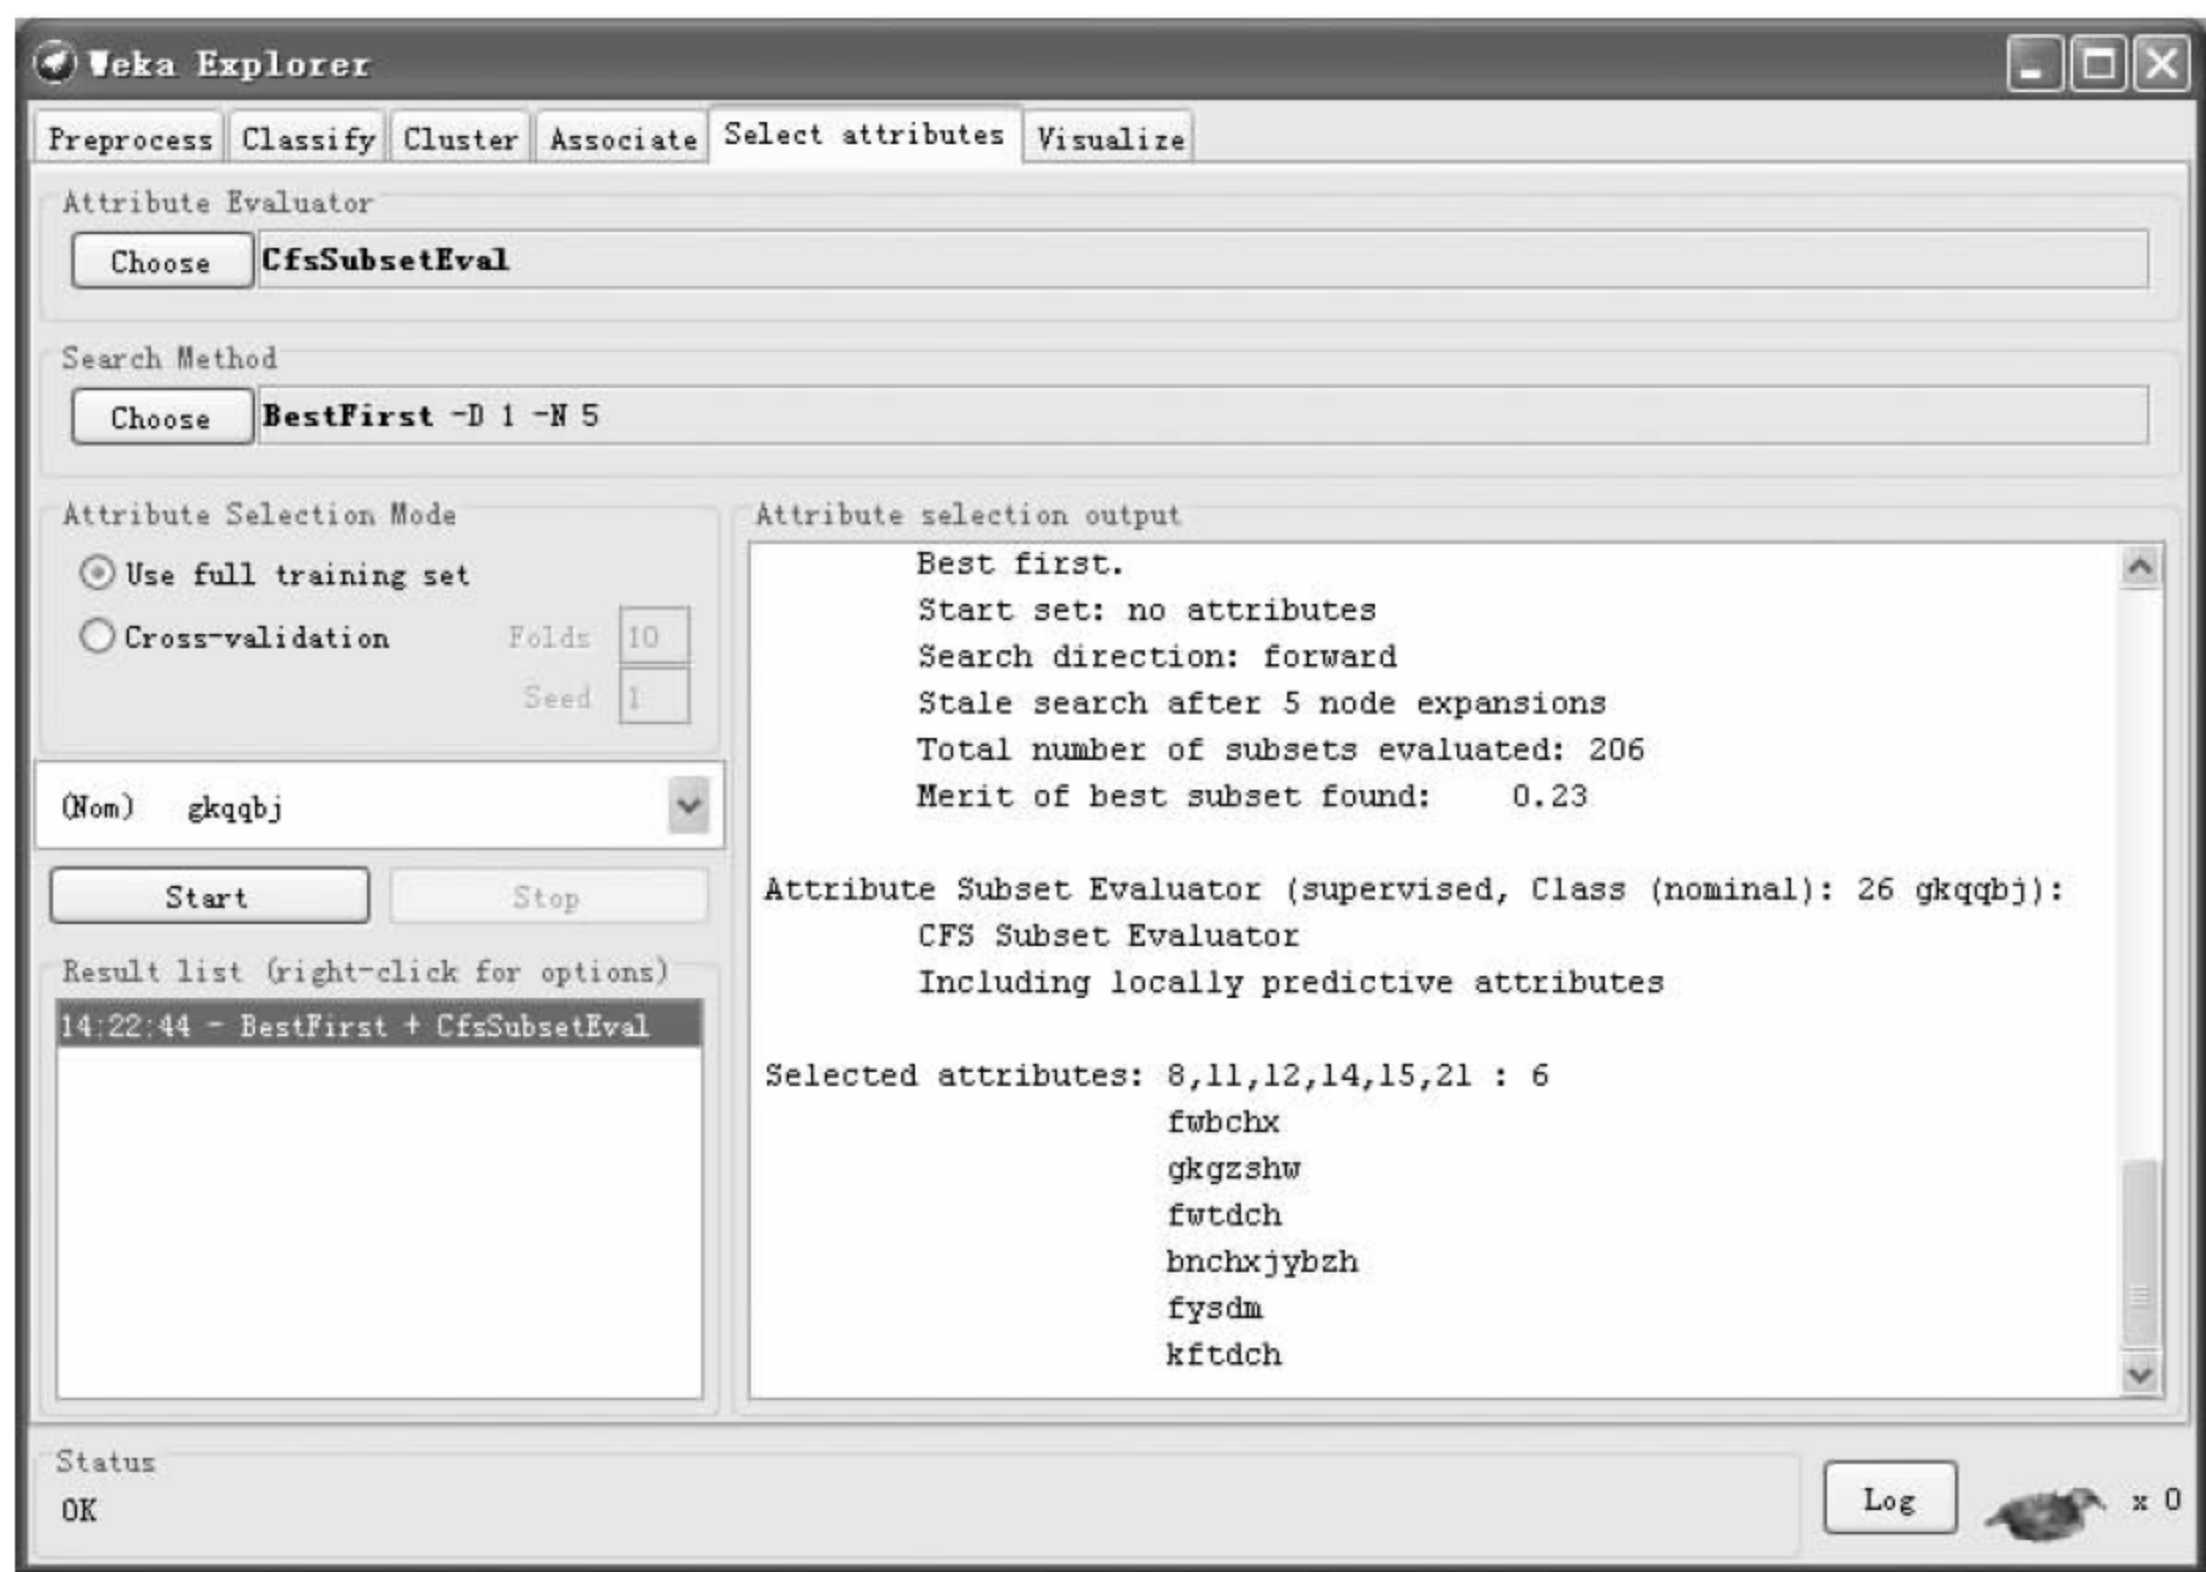 Weka Explorer
Preprocess Classify Cluster Associate Select attributes Visualize
Attribute Evaluator
Choose CfsSubsetEval
Search Method
Choose BestFirst -D 1 -N 5
Attribute Selection Mode
Use full training set
Cross-validation Folds 10
Seed 1
(Nom) gkqqbj
Start Stop
Result list (right-click for options)
14:22:44 - BestFirst + CfsSubsetEval
Attribute selection output
Best first.
Start set: no attributes
Search direction: forward
Stale search after 5 node expansions
Total number of subsets evaluated: 206
Merit of best subset found: 0.23
Attribute Subset Evaluator (supervised, Class (nominal): 26 gkqqbj):
CFS Subset Evaluator
Including locally predictive attributes
Selected attributes: 8,11,12,14,15,21 : 6
fwbchx
gkgzshw
fwtdch
bnchxjybzh
fysdm
kftdch
Status
OK
Log x 0